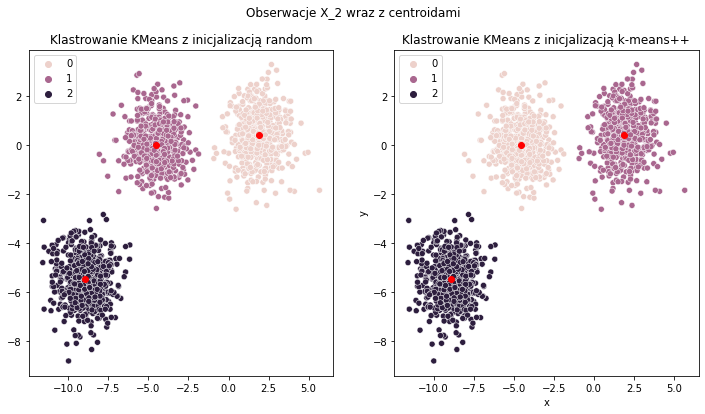 Obserwacje X_2 wraz z centroidami
Klastrowanie KMeans z inicjalizacją random
0
1
2
2
0
−2
−4
−6
−8
−10.0 −7.5 −5.0 −2.5 0.0 2.5 5.0
Klastrowanie KMeans z inicjalizacją k-means++
0
1
2
y
2
0
−2
−4
−6
−8
−10.0 −7.5 −5.0 −2.5 0.0 2.5 5.0
x